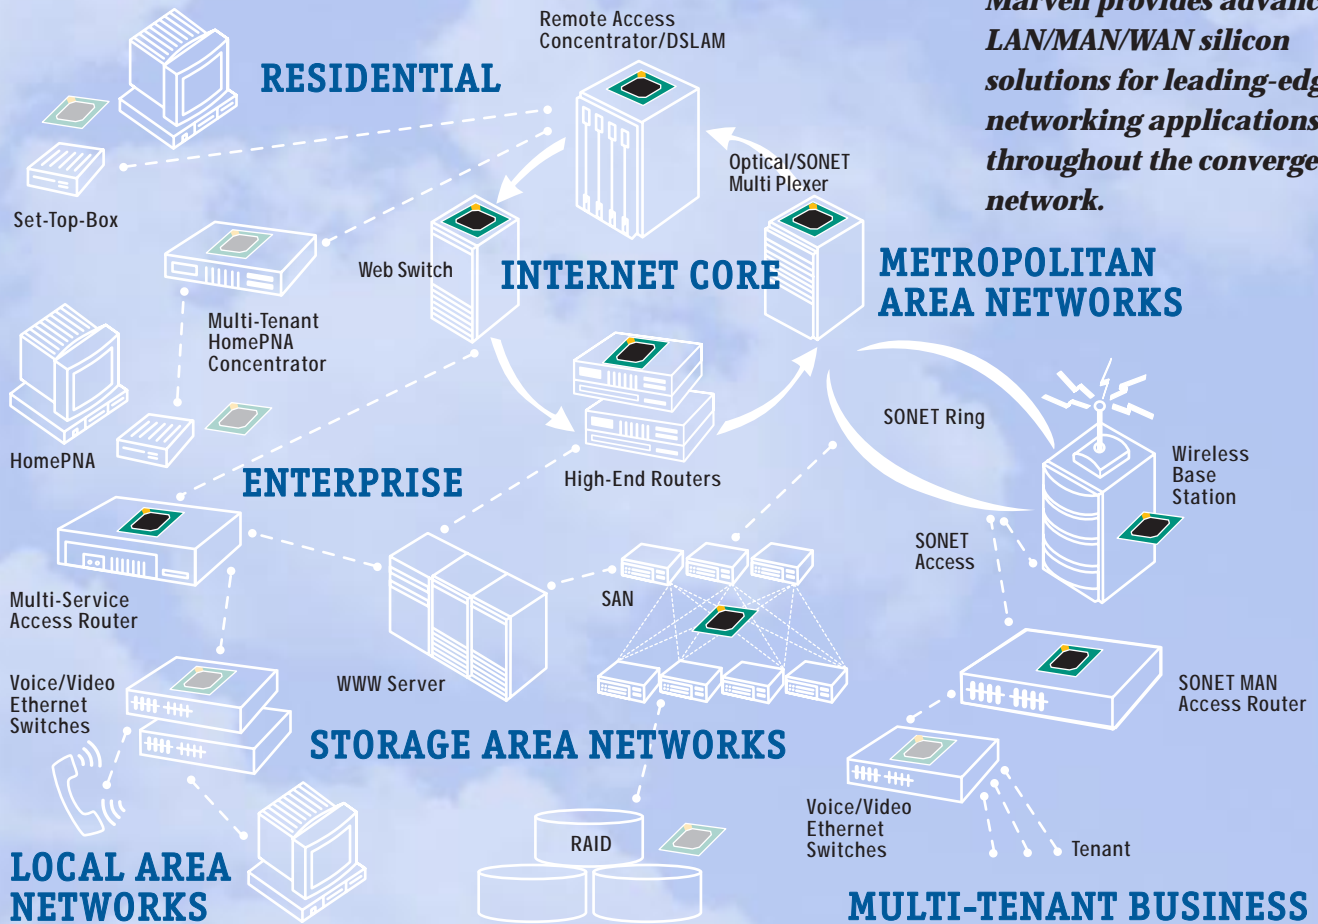 Remote Access
Concentrator/DSLAM
LAN/MAN/WAN silicon
solutions for leading-edg
networking applications
throughout the converge
network.
RESIDENTIAL
Optical/SONET
Multi Plexer
Set-Top-Box
Web Switch
INTERNET CORE
METROPOLITAN
AREA NETWORKS
Multi-Tenant
HomePNA
Concentrator
SONET Ring
HomePNA
ENTERPRISE
High-End Routers
Wireless
Base
Station
SONET
Access
Multi-Service
Access Router
SAN
Voice/Video
Ethernet
Switches
WWW Server
SONET MAN
Access Router
STORAGE AREA NETWORKS
Voice/Video
Ethernet
Switches
RAID
Tenant
LOCAL AREA
NETWORKS
MULTI-TENANT BUSINESS